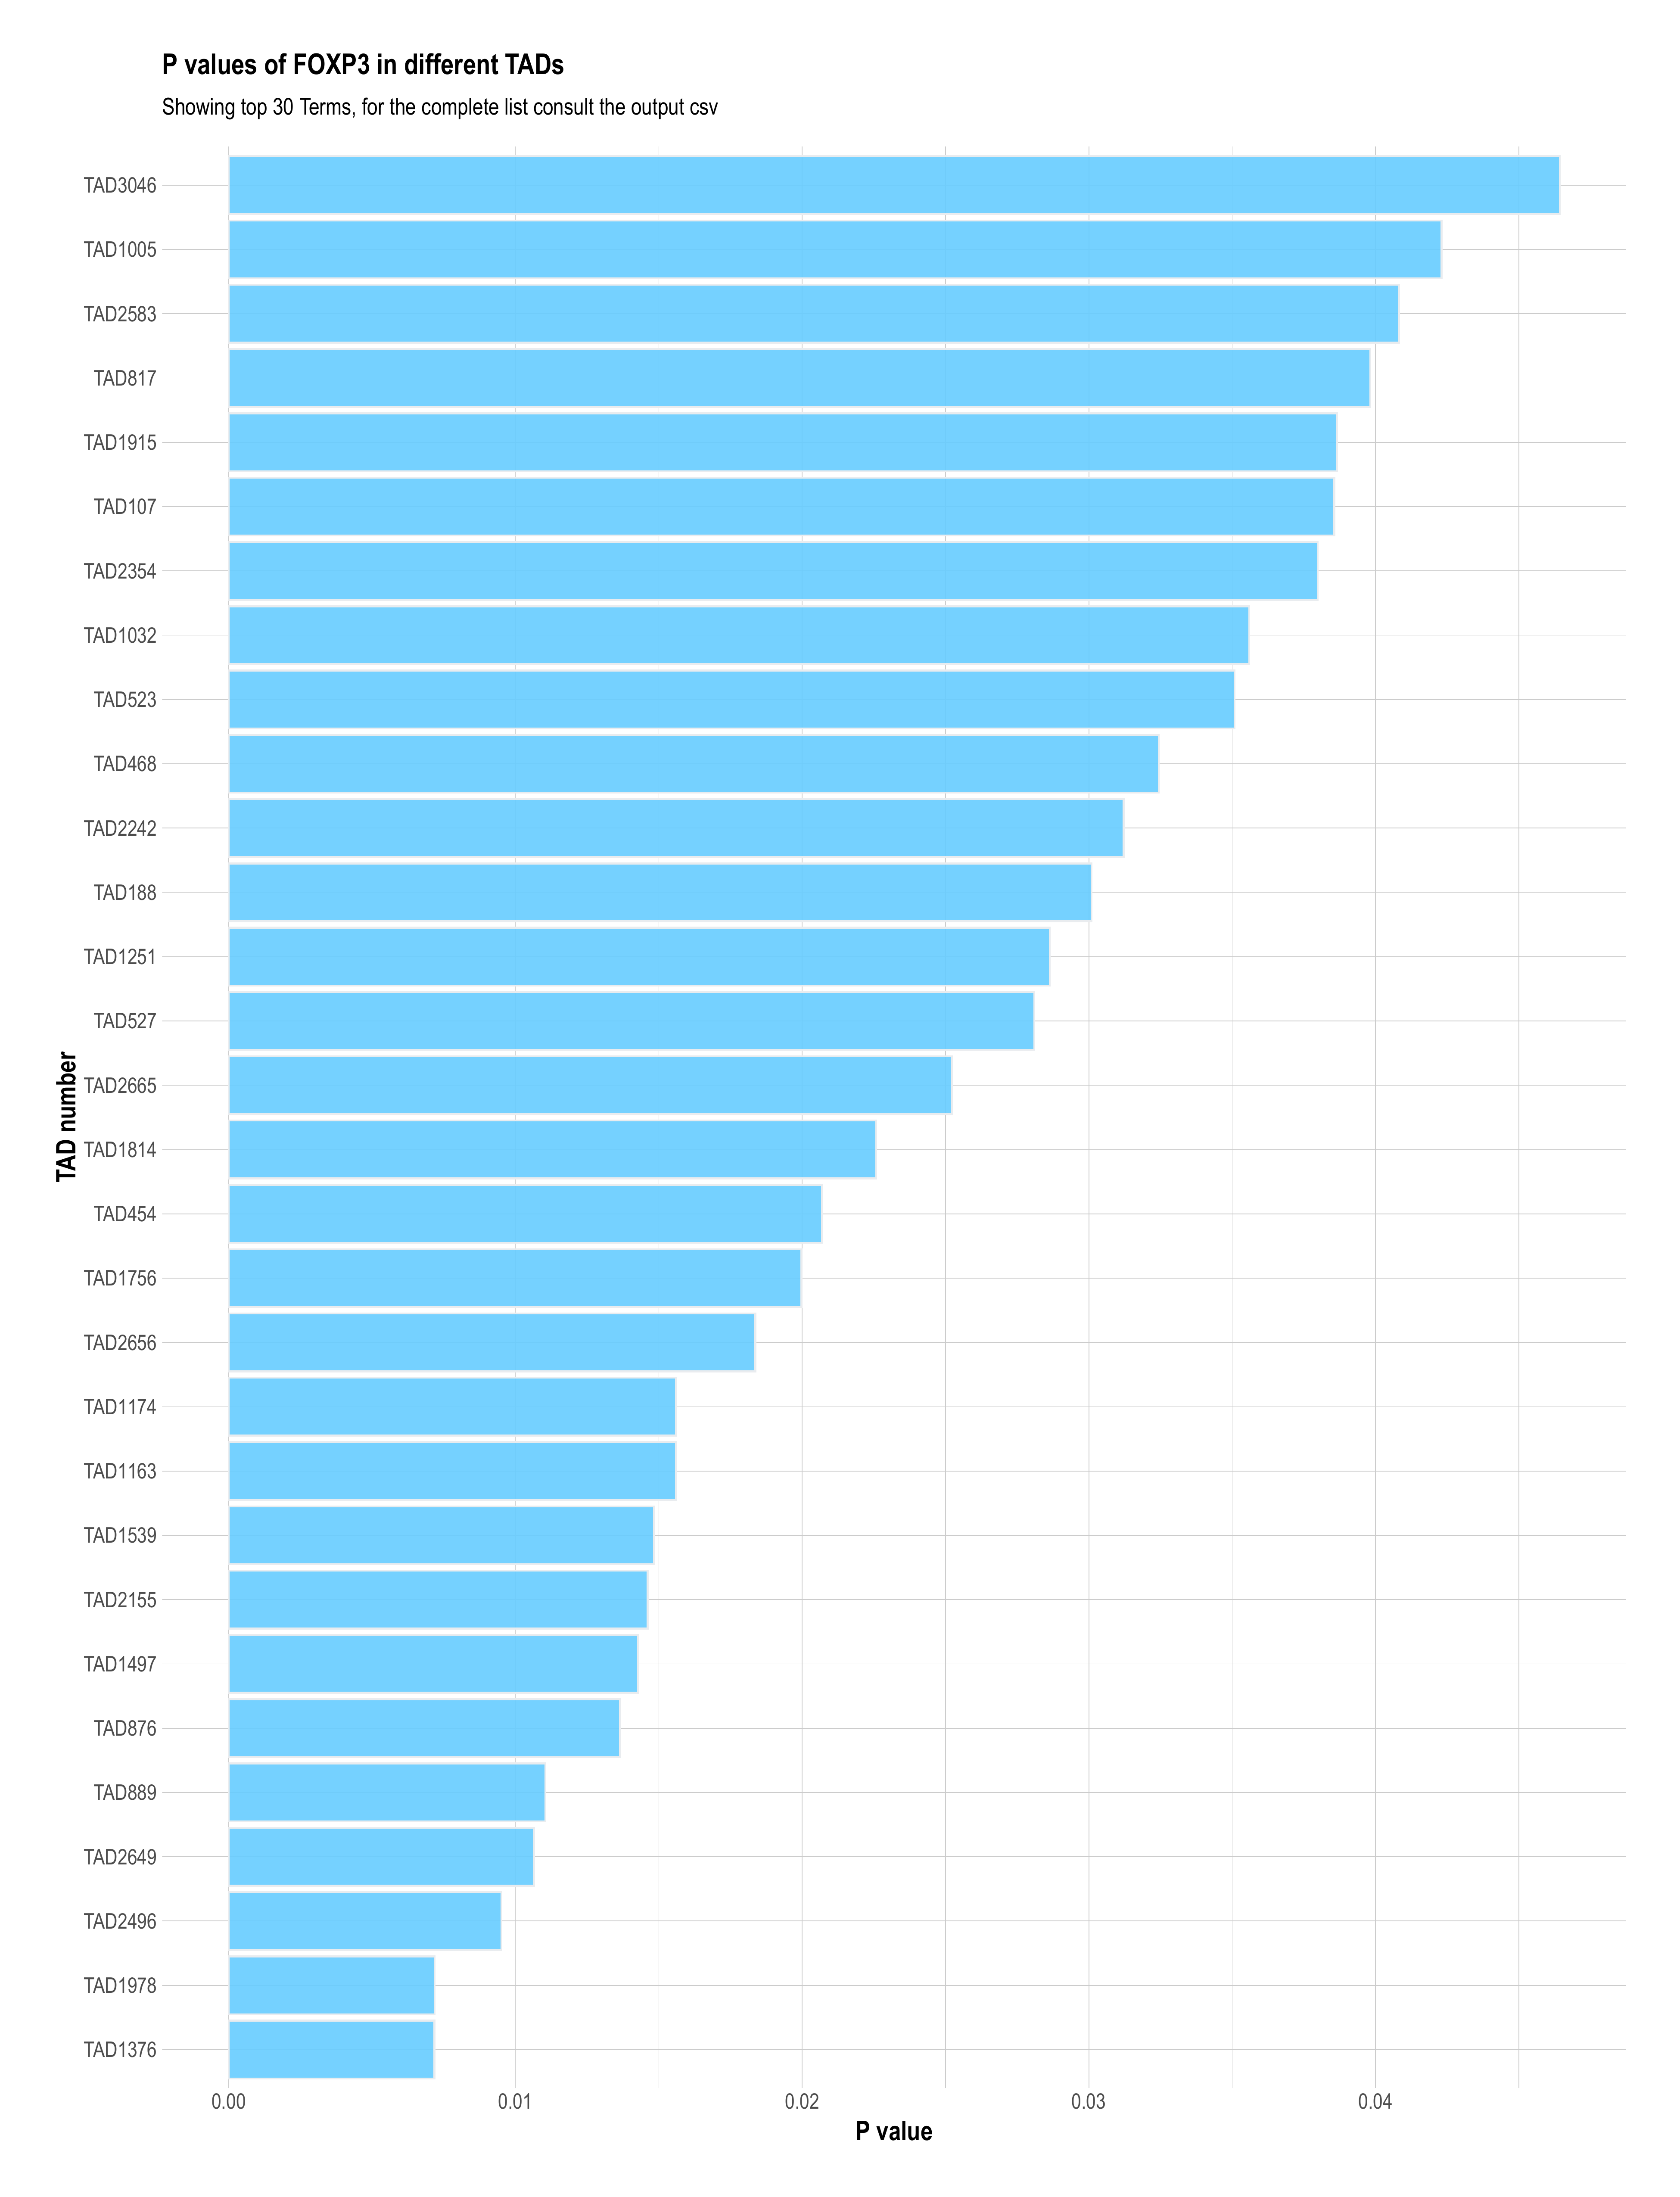 P values of FOXP3 in different TADs
Showing top 30 Terms, for the complete list consult the output csv
TAD3046
TAD1005
TAD2583
TAD817
TAD1915
TAD107
TAD2354
TAD1032
TAD523
TAD468
TAD2242
TAD188
TAD1251
TAD527
TAD2665
TAD1814
TAD454
TAD1756
TAD2656
TAD1174
TAD1163
TAD1539
TAD2155
TAD1497
TAD876
TAD889
TAD2649
TAD2496
TAD1978
TAD1376
TAD number
0.00 0.01 0.02 0.03 0.04
P value